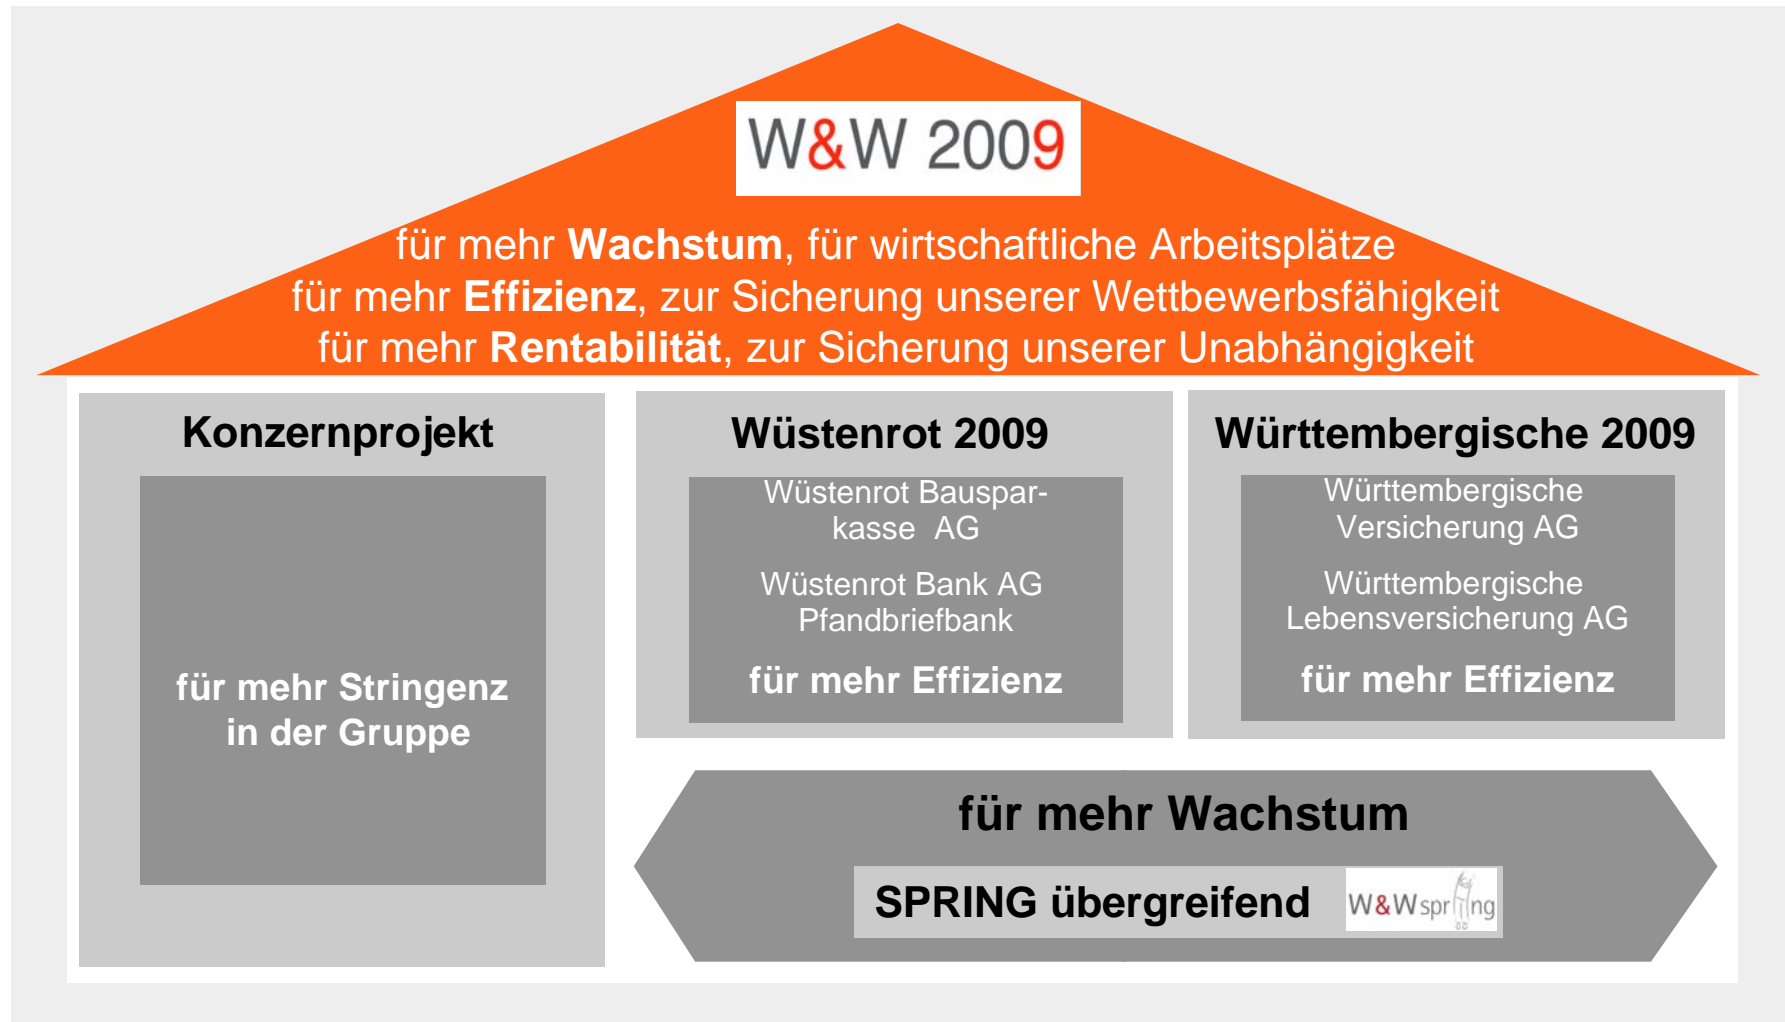 W&W 2009
für mehr Wachstum, für wirtschaftliche Arbeitsplätze
für mehr Effizienz, zur Sicherung unserer Wettbewerbsfähigkeit
für mehr Rentabilität, zur Sicherung unserer Unabhängigkeit
Konzernprojekt
für mehr Stringenz
in der Gruppe
Wüstenrot 2009
Wüstenrot Bauspar-
kasse AG
Wüstenrot Bank AG
Pfandbriefbank
für mehr Effizienz
Württembergische 2009
Württembergische
Versicherung AG
Württembergische
Lebensversicherung AG
für mehr Effizienz
für mehr Wachstum
SPRING übergreifend
W&Wspring